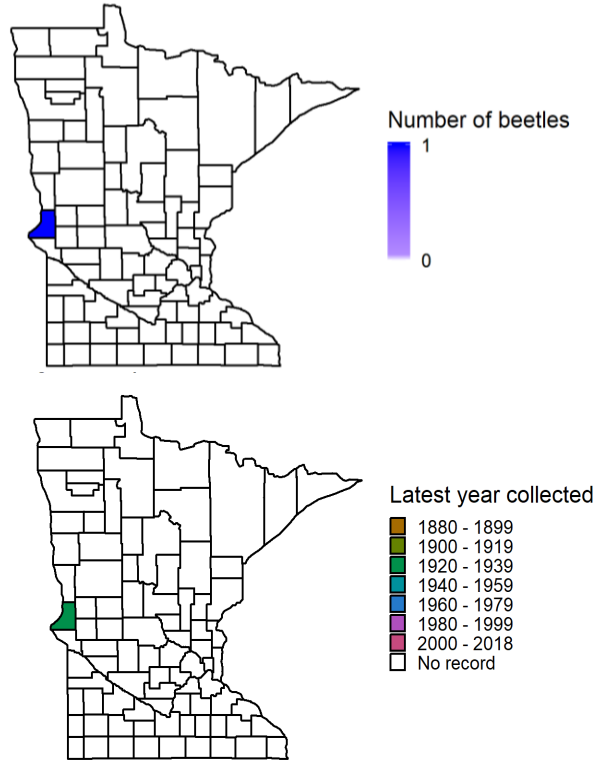 Number of beetles
1
0
Latest year collected
1880 - 1899
1900 - 1919
1920 - 1939
1940 - 1959
1960 - 1979
1980 - 1999
2000 - 2018
No record